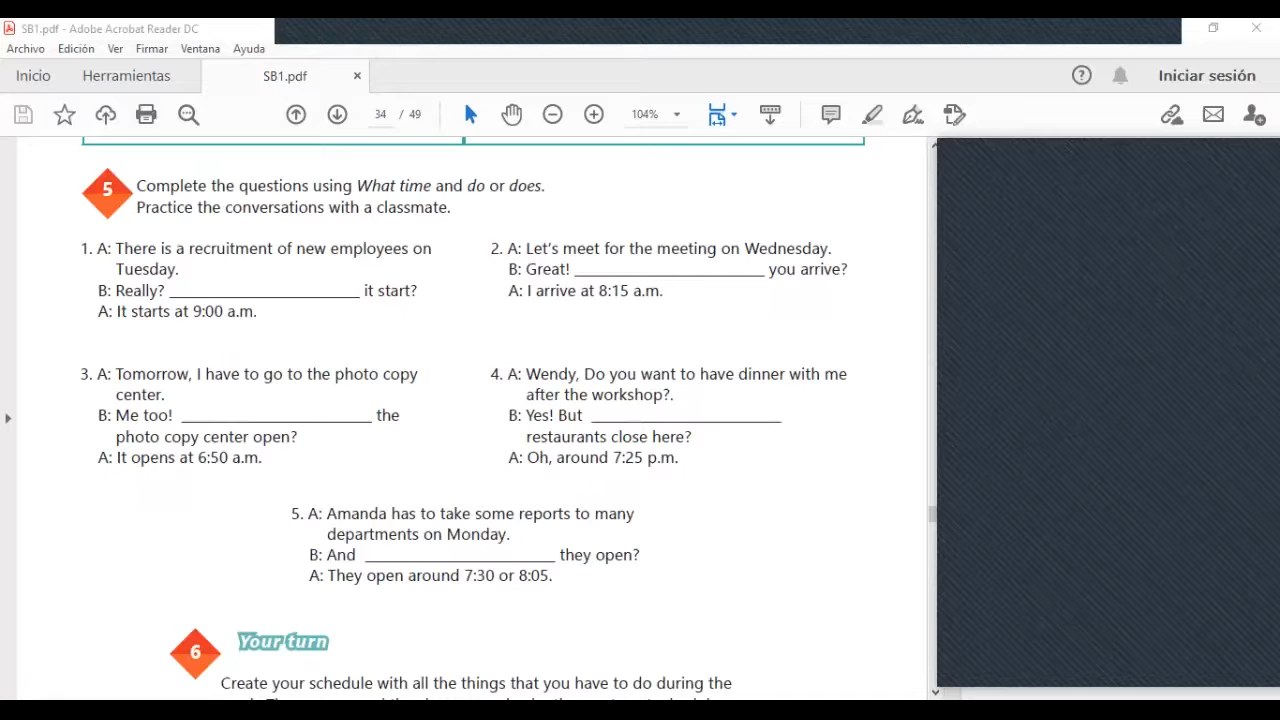 SB1.pdf - Adobe Acrobat Reader DC
Archivo Edición Ver Firmar Ventana Ayuda
Inicio Herramientas SB1.pdf × ? Iniciar sesión
34 / 49 104%
5 Complete the questions using What time and do or does.
Practice the conversations with a classmate.
1. A: There is a recruitment of new employees on
Tuesday.
B: Really? ____________________ it start?
A: It starts at 9:00 a.m.
2. A: Let's meet for the meeting on Wednesday.
B: Great! ____________________ you arrive?
A: I arrive at 8:15 a.m.
3. A: Tomorrow, I have to go to the photo copy
center.
B: Me too! ____________________ the
photo copy center open?
A: It opens at 6:50 a.m.
4. A: Wendy, Do you want to have dinner with me
after the workshop?.
B: Yes! But ____________________
restaurants close here?
A: Oh, around 7:25 p.m.
5. A: Amanda has to take some reports to many
departments on Monday.
B: And ____________________ they open?
A: They open around 7:30 or 8:05.
6 Your turn
Create your schedule with all the things that you have to do during the